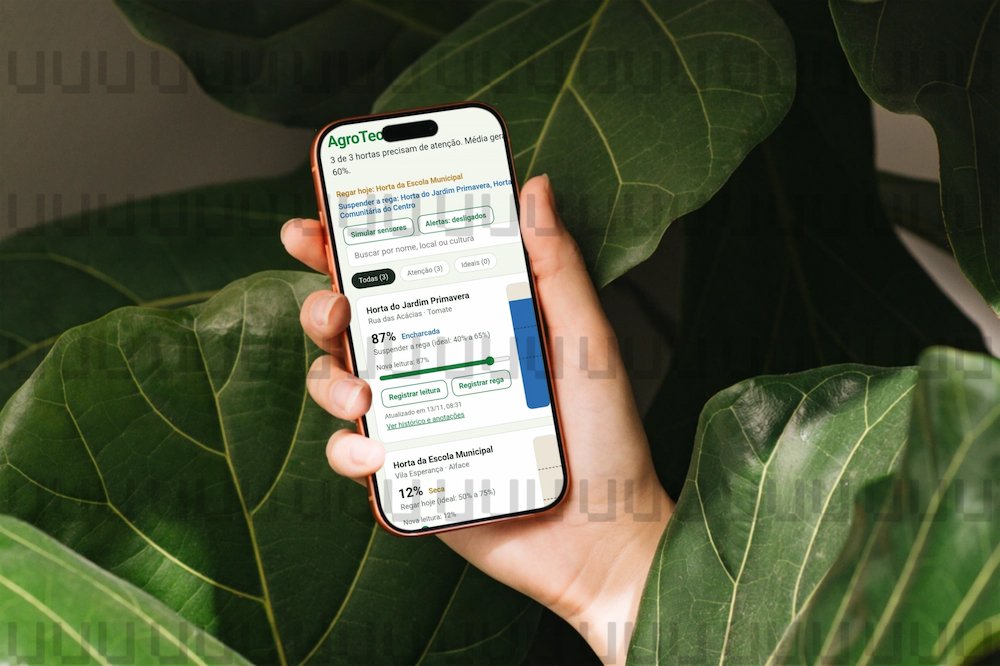 AgroTec
3 de 3 hortas precisam de atenção. Média
60%.
Regar hoje: Horta da Escola Municipal
Suspender a rega: Horta do Jardim Primavera, Horta
Comunitária do Centro
Simular sensores
Alertas: desligados
Buscar por nome, local ou cultura
Todas (3)
Atenção (3)
Ideais (0)
Horta do Jardim Primavera
Rua das Acácias · Tomate
87% Encharcada
Suspender a rega (ideal: 40% a 65%)
Nova leitura: 87%
Registrar leitura
Registrar rega
Atualizado em 13/11, 08:31
Ver histórico e anotações
Horta da Escola Municipal
Vila Esperança · Alface
12% Seca
Regar hoje (ideal: 50% a 75%)
Nova leitura: 12%